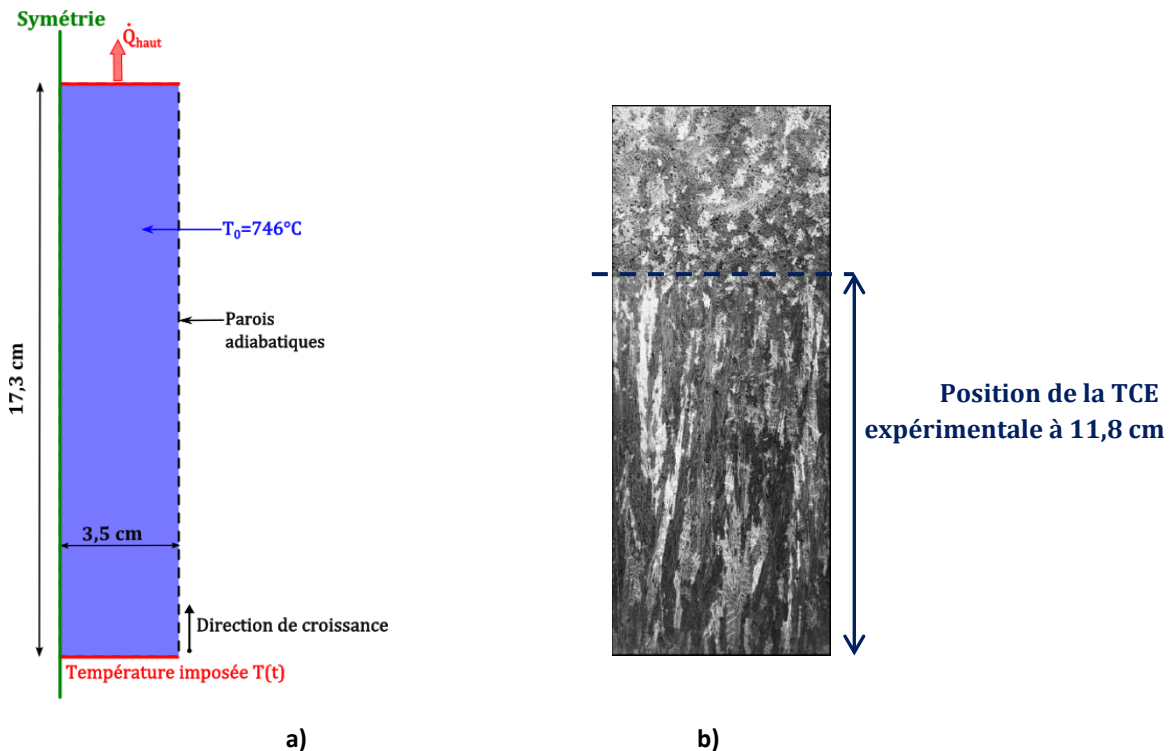 Symétrie
Q̇haut
T₀=746°C
Parois
adiabatiques
17,3 cm
3,5 cm
Direction de croissance
Température imposée T(t)
a)
Position de la TCE
expérimentale à 11,8 cm
b)